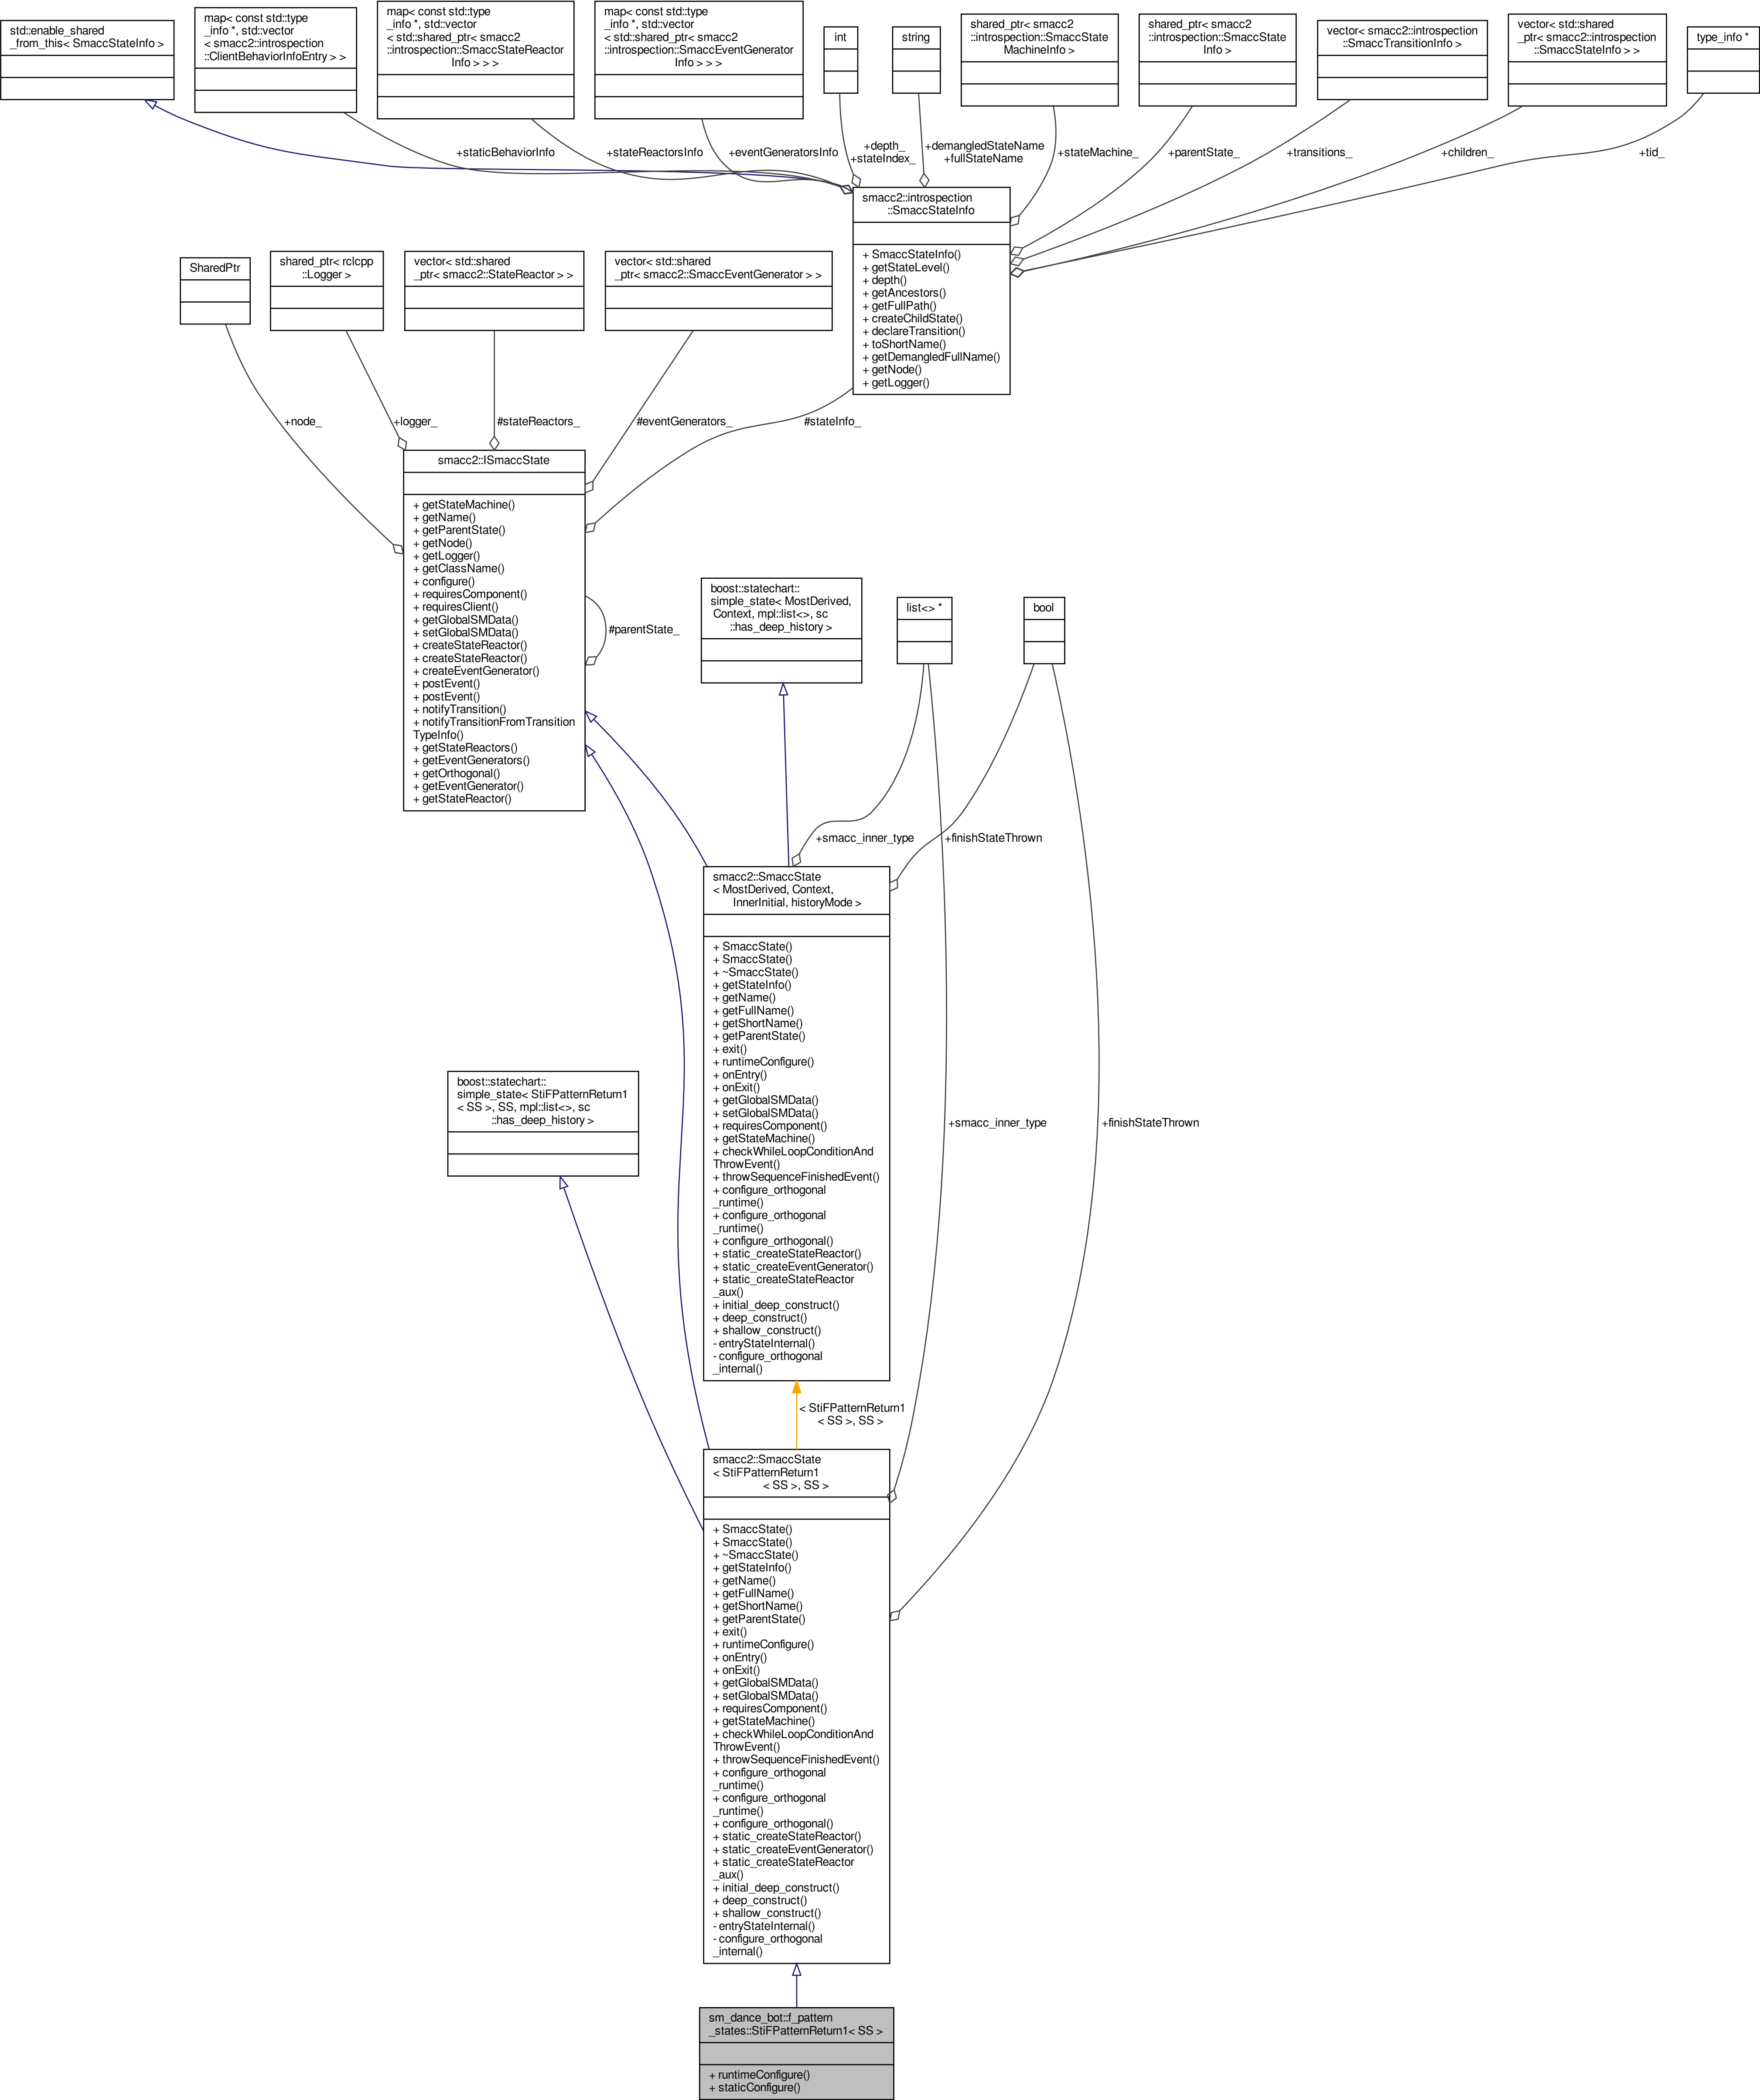 std::enable_shared
_from_this< SmaccStateInfo >
map< const std::type
_info *, std::vector
< smacc2::introspection
::ClientBehaviorInfoEntry > >
map< const std::type
_info *, std::vector
< std::shared_ptr< smacc2
::introspection::SmaccStateReactor
Info > > >
map< const std::type
_info *, std::vector
< std::shared_ptr< smacc2
::introspection::SmaccEventGenerator
Info > > >
int
string
shared_ptr< smacc2
::introspection::SmaccState
MachineInfo >
shared_ptr< smacc2
::introspection::SmaccState
Info >
vector< smacc2::introspection
::SmaccTransitionInfo >
vector< std::shared
_ptr< smacc2::introspection
::SmaccStateInfo > >
type_info *
+staticBehaviorInfo
+stateReactorsInfo
+eventGeneratorsInfo
+depth_
+stateIndex_
+demangledStateName
+fullStateName
+stateMachine_
+parentState_
+transitions_
+children_
+tid_
smacc2::introspection
::SmaccStateInfo
+ SmaccStateInfo()
+ getStateLevel()
+ depth()
+ getAncestors()
+ getFullPath()
+ createChildState()
+ declareTransition()
+ toShortName()
+ getDemangledFullName()
+ getNode()
+ getLogger()
SharedPtr
shared_ptr< rclcpp
::Logger >
vector< std::shared
_ptr< smacc2::StateReactor > >
vector< std::shared
_ptr< smacc2::SmaccEventGenerator > >
+node_
+logger_
#stateReactors_
#eventGenerators_
#stateInfo_
smacc2::ISmaccState
+ getStateMachine()
+ getName()
+ getParentState()
+ getNode()
+ getLogger()
+ getClassName()
+ configure()
+ requiresComponent()
+ requiresClient()
+ getGlobalSMData()
+ setGlobalSMData()
+ createStateReactor()
+ createStateReactor()
+ createEventGenerator()
+ postEvent()
+ postEvent()
+ notifyTransition()
+ notifyTransitionFromTransition
TypeInfo()
+ getStateReactors()
+ getEventGenerators()
+ getOrthogonal()
+ getEventGenerator()
+ getStateReactor()
#parentState_
boost::statechart::
simple_state< MostDerived,
Context, mpl::list<>, sc
::has_deep_history >
list<> *
bool
+smacc_inner_type
+finishStateThrown
smacc2::SmaccState
< MostDerived, Context,
InnerInitial, historyMode >
+ SmaccState()
+ SmaccState()
+ ~SmaccState()
+ getStateInfo()
+ getName()
+ getFullName()
+ getShortName()
+ getParentState()
+ exit()
+ runtimeConfigure()
+ onEntry()
+ onExit()
+ getGlobalSMData()
+ setGlobalSMData()
+ requiresComponent()
+ getStateMachine()
+ checkWhileLoopConditionAnd
ThrowEvent()
+ throwSequenceFinishedEvent()
+ configure_orthogonal
_runtime()
+ configure_orthogonal
_runtime()
+ configure_orthogonal()
+ static_createStateReactor()
+ static_createEventGenerator()
+ static_createStateReactor
_aux()
+ initial_deep_construct()
+ deep_construct()
+ shallow_construct()
- entryStateInternal()
- configure_orthogonal
_internal()
boost::statechart::
simple_state< StiFPatternReturn1
< SS >, SS, mpl::list<>, sc
::has_deep_history >
+smacc_inner_type
+finishStateThrown
< StiFPatternReturn1
< SS >, SS >
smacc2::SmaccState
< StiFPatternReturn1
< SS >, SS >
+ SmaccState()
+ SmaccState()
+ ~SmaccState()
+ getStateInfo()
+ getName()
+ getFullName()
+ getShortName()
+ getParentState()
+ exit()
+ runtimeConfigure()
+ onEntry()
+ onExit()
+ getGlobalSMData()
+ setGlobalSMData()
+ requiresComponent()
+ getStateMachine()
+ checkWhileLoopConditionAnd
ThrowEvent()
+ throwSequenceFinishedEvent()
+ configure_orthogonal
_runtime()
+ configure_orthogonal
_runtime()
+ configure_orthogonal()
+ static_createStateReactor()
+ static_createEventGenerator()
+ static_createStateReactor
_aux()
+ initial_deep_construct()
+ deep_construct()
+ shallow_construct()
- entryStateInternal()
- configure_orthogonal
_internal()
sm_dance_bot::f_pattern
_states::StiFPatternReturn1< SS >
+ runtimeConfigure()
+ staticConfigure()